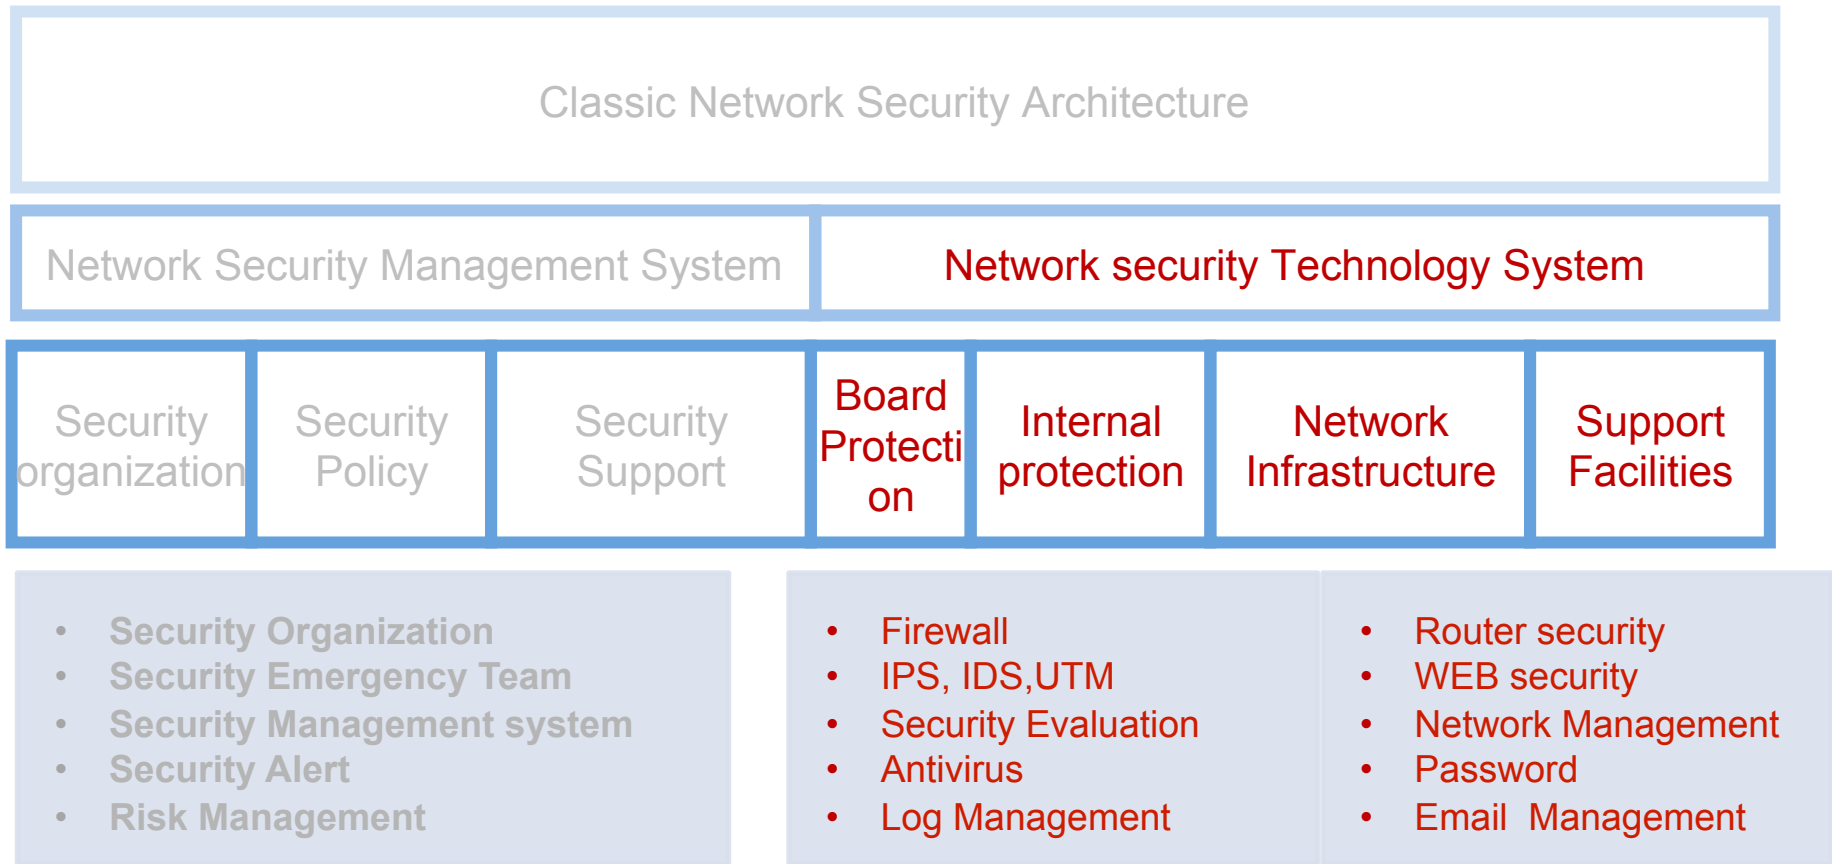 Classic Network Security Architecture
Network Security Management System
Network security Technology System
Security
organization
Security
Policy
Security
Support
Board
Protecti
on
Internal
protection
Network
Infrastructure
Support
Facilities
• Security Organization
• Security Emergency Team
• Security Management system
• Security Alert
• Risk Management
• Firewall
• IPS, IDS,UTM
• Security Evaluation
• Antivirus
• Log Management
• Router security
• WEB security
• Network Management
• Password
• Email  Management